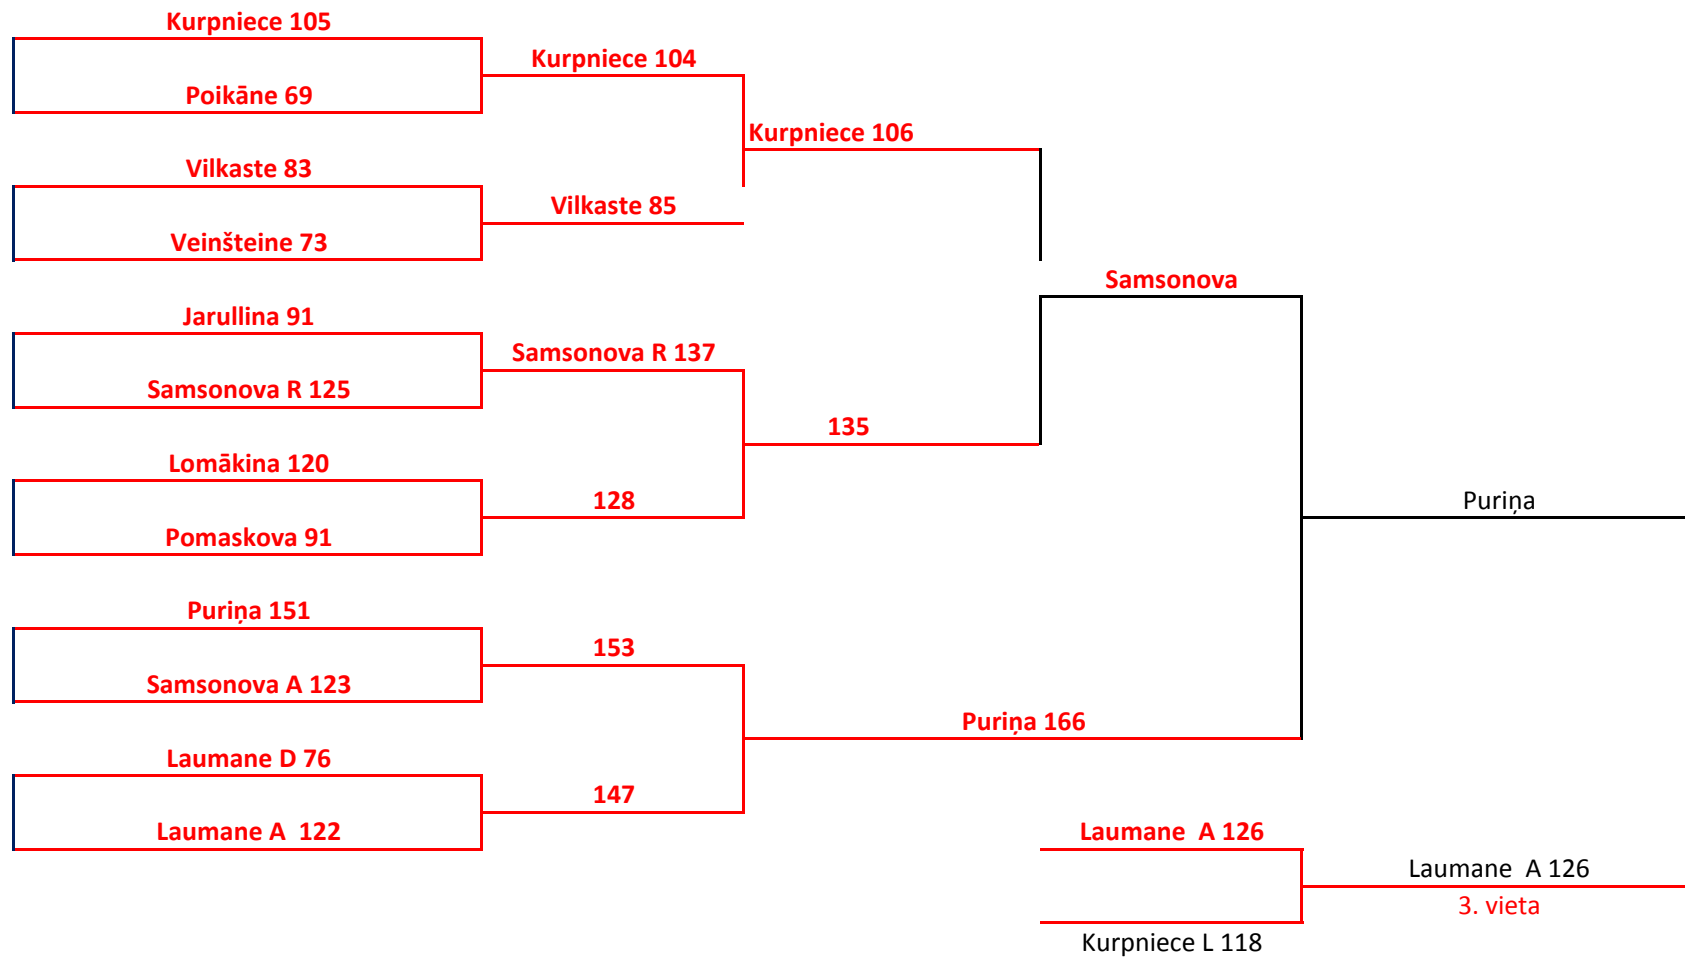 Kurpniece 105
Kurpniece 104
Poikāne 69
Kurpniece 106
Vilkaste 83
Vilkaste 85
Veinšteine 73
Samsonova
Jarullina 91
Samsonova R 137
Samsonova R 125
135
Lomākina 120
128
Puriņa
Pomaskova 91
Puriņa 151
153
Samsonova A 123
Puriņa 166
Laumane D 76
147
Laumane A  122
Laumane  A 126
Laumane  A 126
3. vieta
Kurpniece L 118